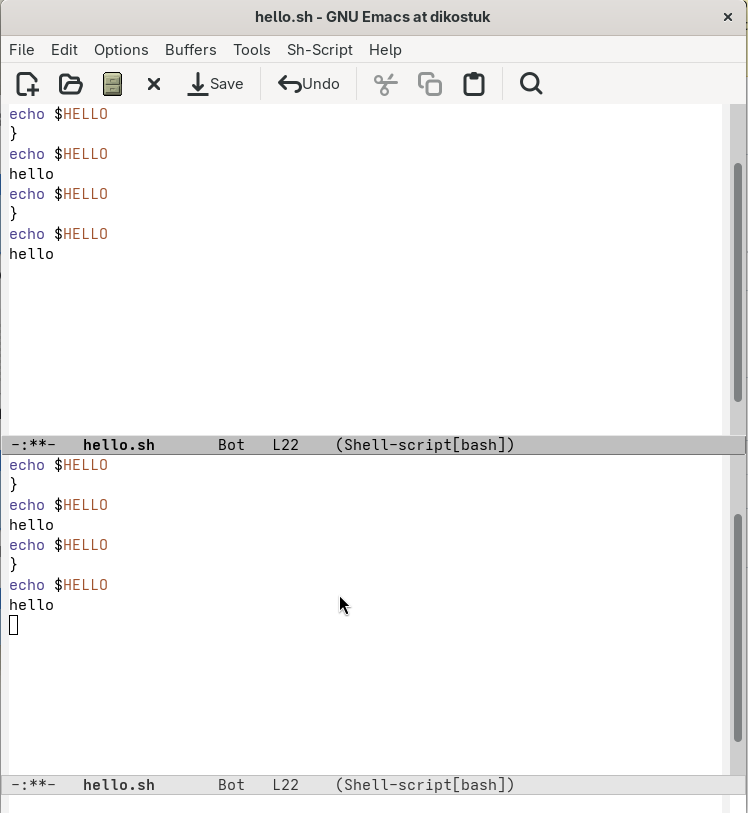 hello.sh - GNU Emacs at dikostuk
File Edit Options Buffers Tools Sh-Script Help
Save Undo
echo $HELLO
}
echo $HELLO
hello
echo $HELLO
}
echo $HELLO
hello
-:**- hello.sh Bot L22 (Shell-script[bash])
echo $HELLO
}
echo $HELLO
hello
echo $HELLO
}
echo $HELLO
hello
-:**- hello.sh Bot L22 (Shell-script[bash])